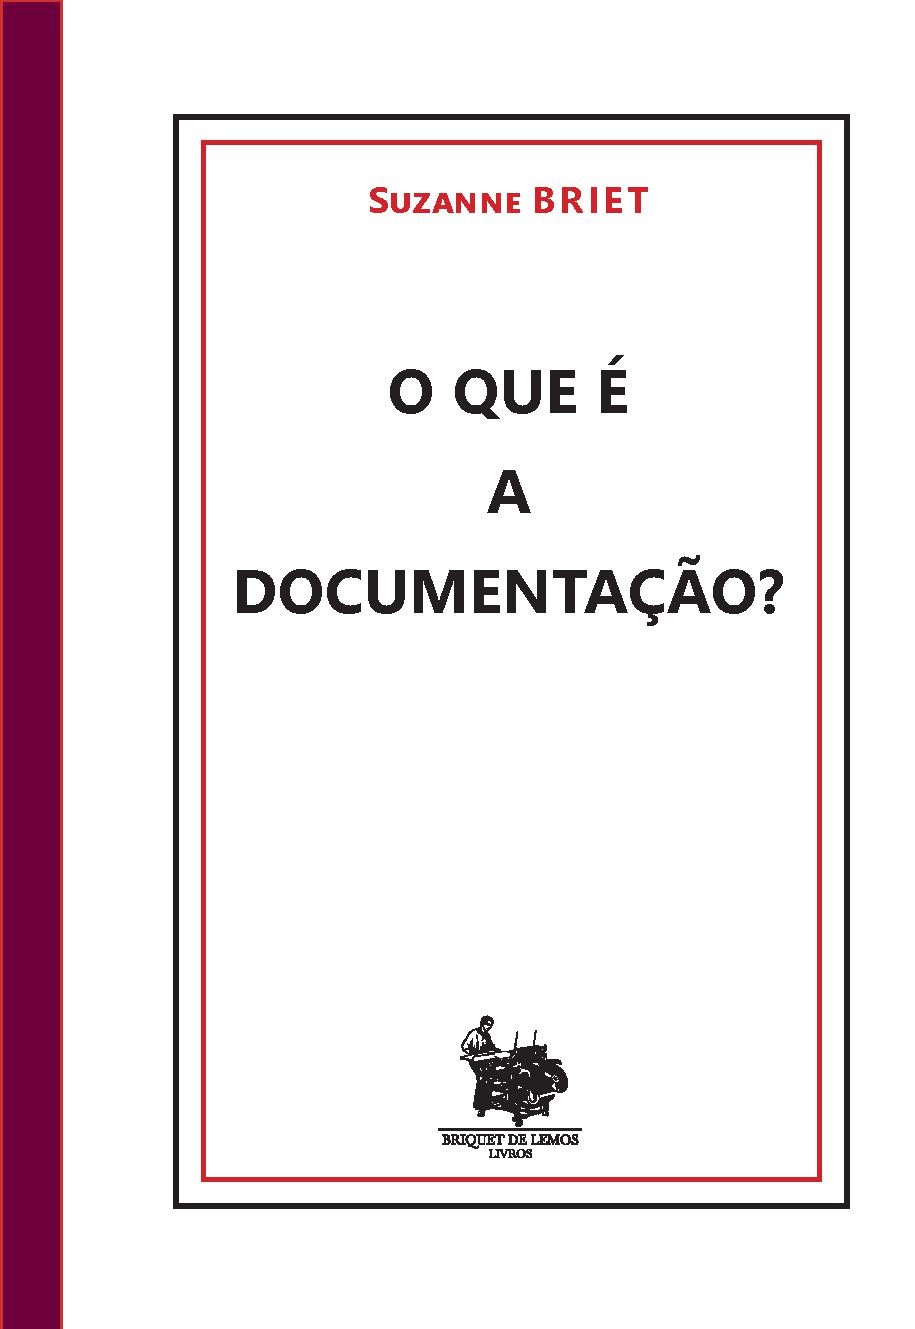 SUZANNE BRIET
O QUE É
A
DOCUMENTAÇÃO?
BRIQUET DE LEMOS
LIVROS